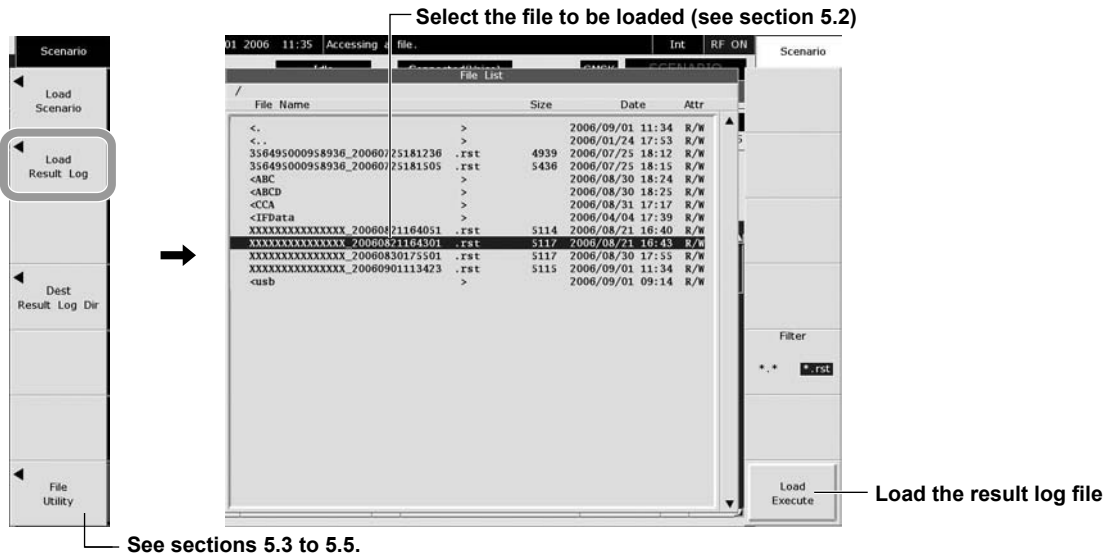 Select the file to be loaded (see section 5.2)
Scenario
Load
Scenario
Load
Result Log
Dest
Result Log Dir
File
Utility
See sections 5.3 to 5.5.
01 2006 11:35 Accessing a file. Int RF ON
File List
/
File Name Size Date Attr
<. > 2006/09/01 11:34 R/W
<.. > 2006/01/24 17:53 R/W
356495000958936_20060725181236 .rst 4939 2006/07/25 18:12 R/W
356495000958936_20060725181505 .rst 5436 2006/07/25 18:15 R/W
<ABC > 2006/08/30 18:24 R/W
<ABCD > 2006/08/30 18:25 R/W
<CCA > 2006/08/31 17:17 R/W
<IFData > 2006/04/04 17:39 R/W
XXXXXXXXXXXXXXX_20060821164051 .rst 5114 2006/08/21 16:40 R/W
XXXXXXXXXXXXXXX_20060821164301 .rst 5117 2006/08/21 16:43 R/W
XXXXXXXXXXXXXXX_20060830175501 .rst 5117 2006/08/30 17:55 R/W
XXXXXXXXXXXXXXX_20060901113423 .rst 5115 2006/09/01 11:34 R/W
<usb > 2006/09/01 09:14 R/W
Scenario
Filter
*.* *.rst
Load
Execute
Load the result log file